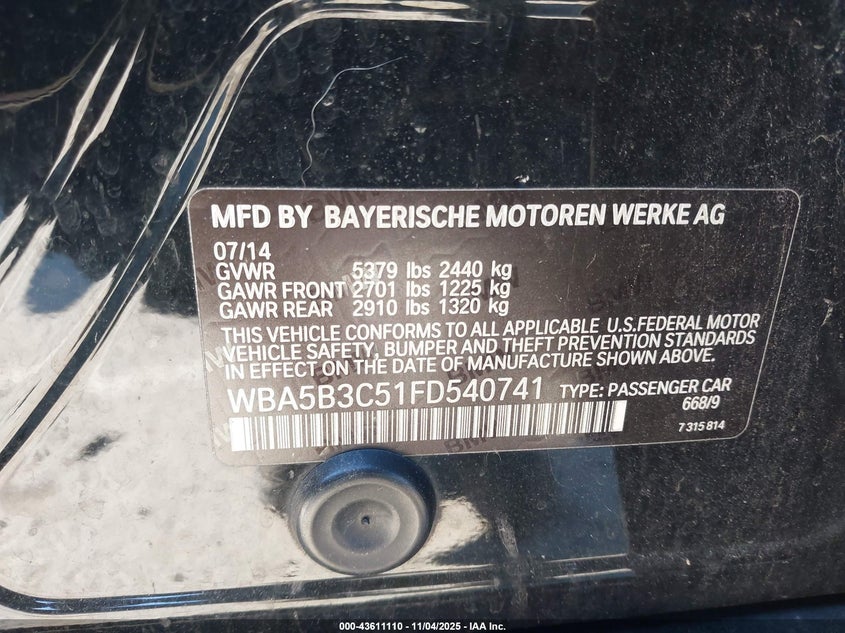 MFD BY BAYERISCHE MOTOREN WERKE AG
07/14
GVWR 5379 lbs 2440 kg
GAWR FRONT 2701 lbs 1225 kg
GAWR REAR 2910 lbs 1320 kg
THIS VEHICLE CONFORMS TO ALL APPLICABLE U.S.FEDERAL MOTOR
VEHICLE SAFETY, BUMPER AND THEFT PREVENTION STANDARDS
IN EFFECT ON THE DATE OF MANUFACTURE SHOWN ABOVE.
WBA5B3C51FD540741 TYPE: PASSENGER CAR
668/9
7 315 814
000-43611110 - 11/04/2025 - IAA Inc.